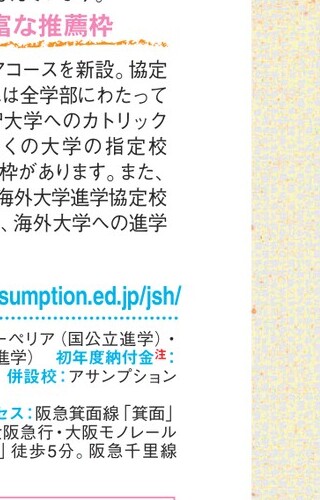 富な推薦枠
アコースを新設。協定
は全学部にわたって
大学へのカトリック
くの大学の指定校
枠があります。また、
海外大学進学協定校
、海外大学への進学
sumption.ed.jp/jsh/
ーペリア（国公立進学）・
進学） 初年度納付金注：
併設校：アサンプション
セス：阪急箕面線「箕面」
阪急行・大阪モノレール
」徒歩5分。阪急千里線